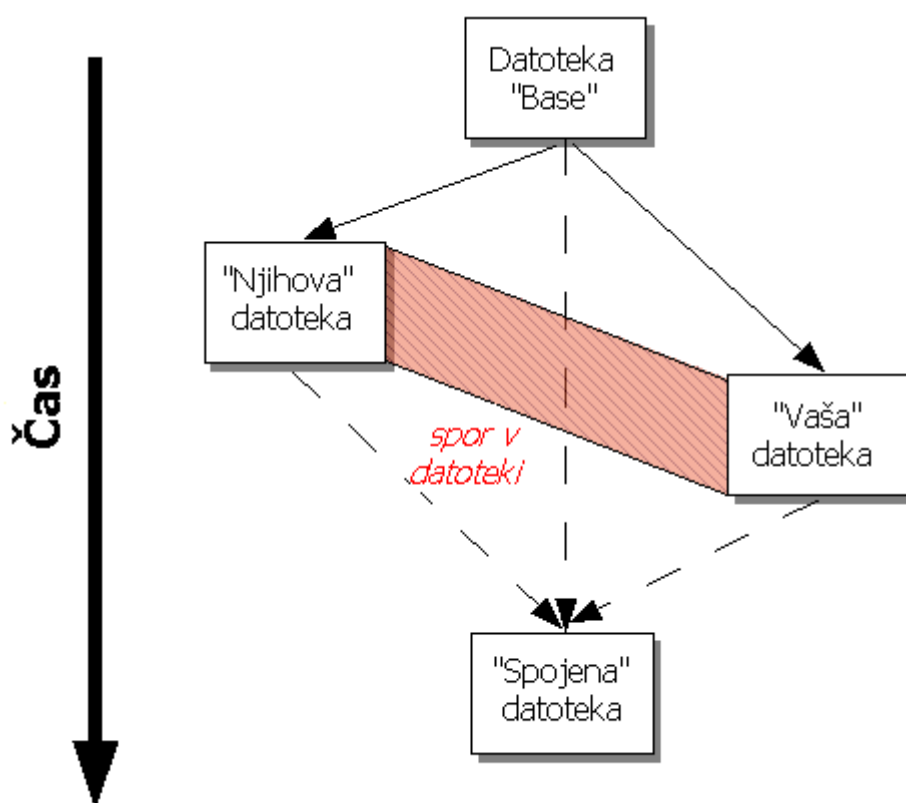 Datoteka
"Base"
"Njihova"
datoteka
Čas
"Vaša"
datoteka
spor v
datoteki
"Spojena"
datoteka